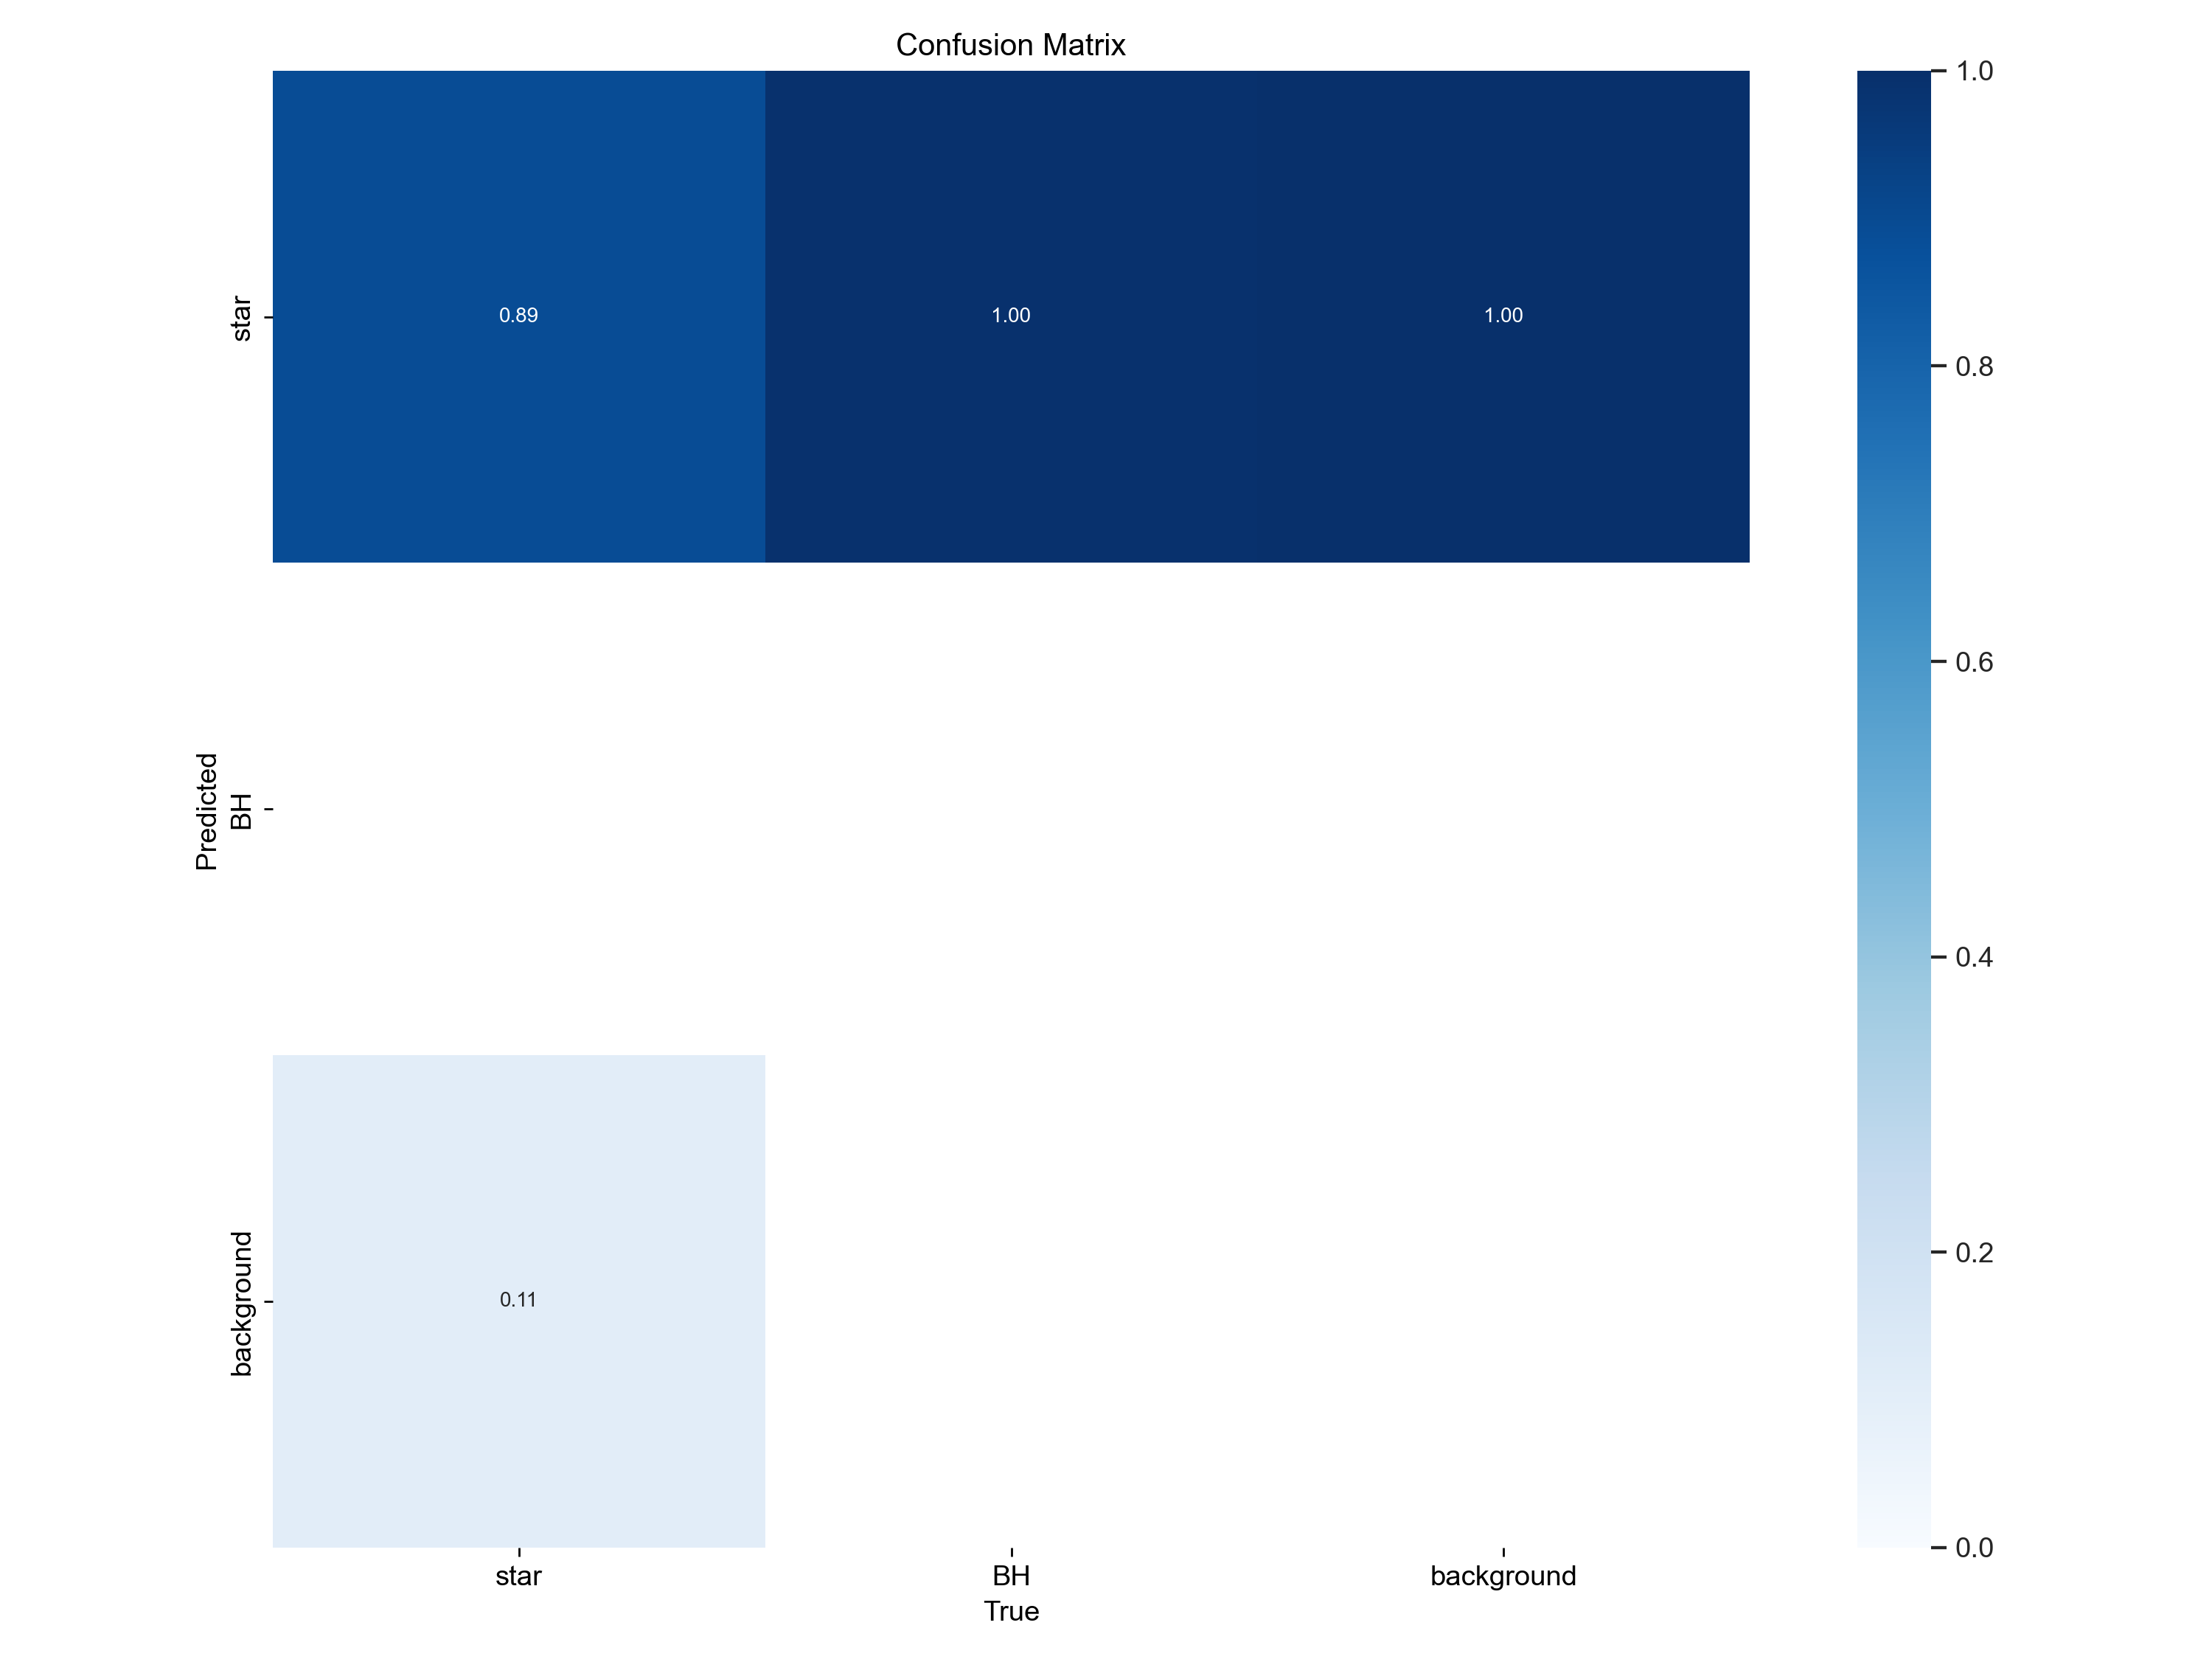 Confusion Matrix
star
0.89
1.00
1.00
Predicted
BH
background
0.11
star
BH
background
True
1.0
0.8
0.6
0.4
0.2
0.0